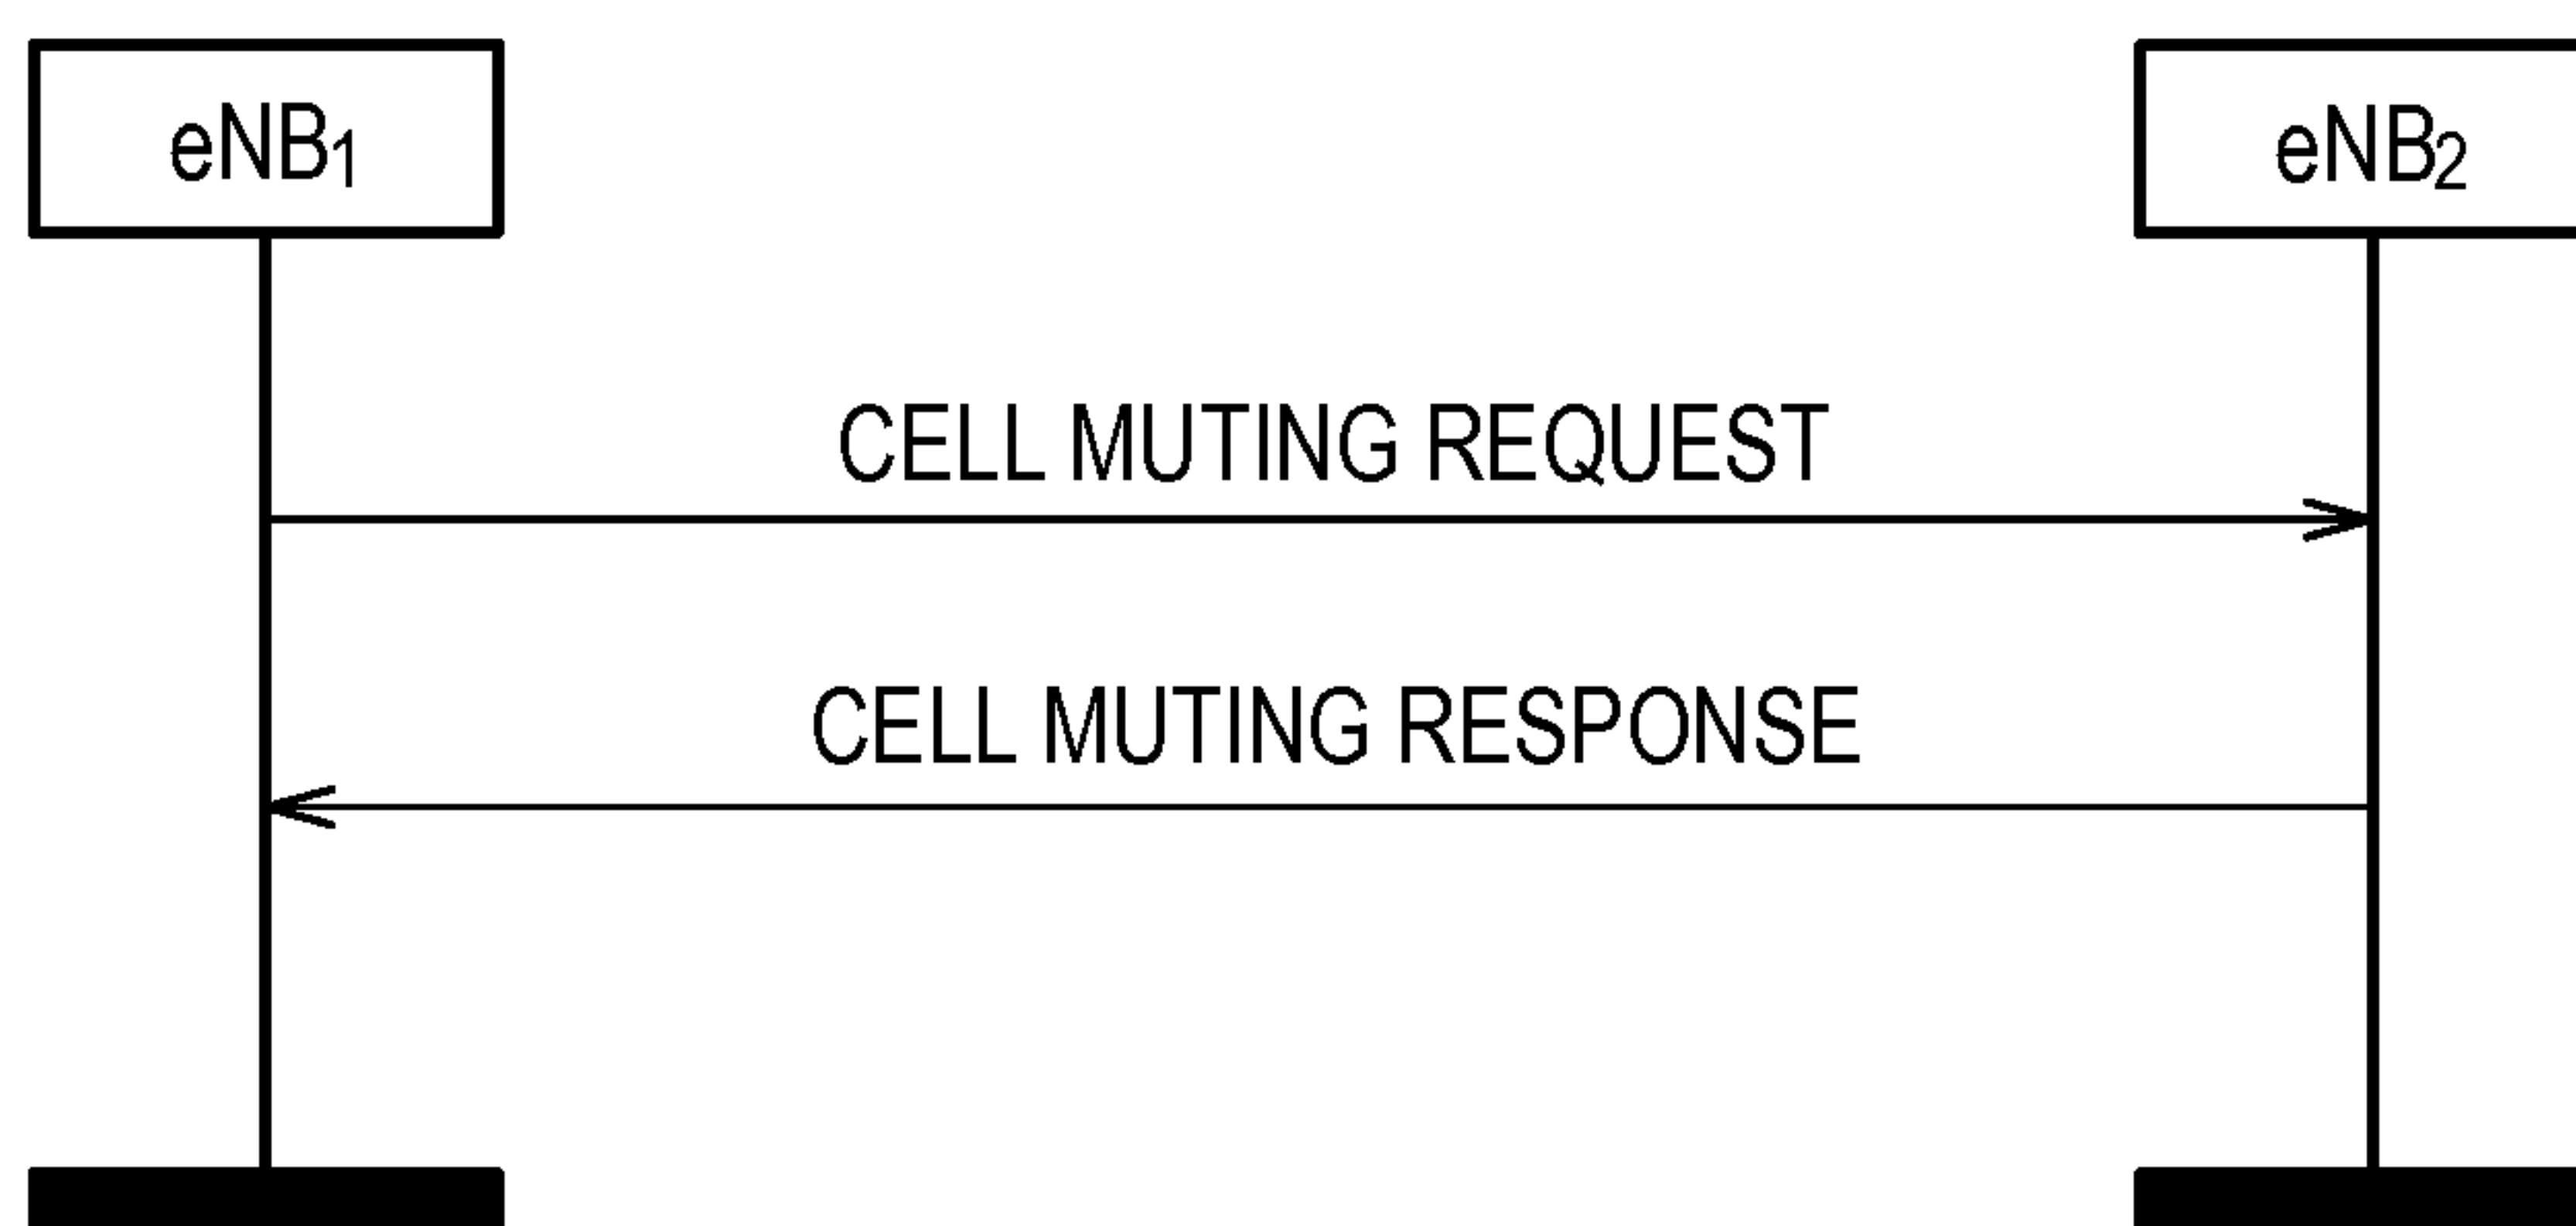 eNB1
eNB2
CELL MUTING REQUEST
CELL MUTING RESPONSE